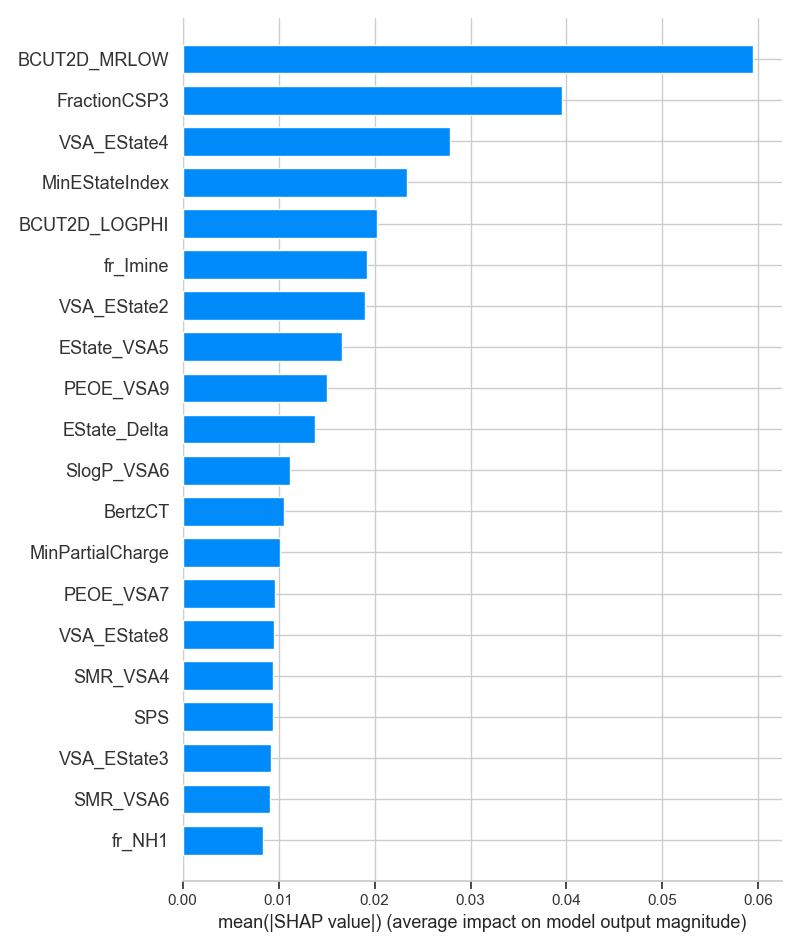 BCUT2D_MRLOW
FractionCSP3
VSA_EState4
MinEStateIndex
BCUT2D_LOGPHI
fr_Imine
VSA_EState2
EState_VSA5
PEOE_VSA9
EState_Delta
SlogP_VSA6
BertzCT
MinPartialCharge
PEOE_VSA7
VSA_EState8
SMR_VSA4
SPS
VSA_EState3
SMR_VSA6
fr_NH1
0.00 0.01 0.02 0.03 0.04 0.05 0.06
mean(|SHAP value|) (average impact on model output magnitude)